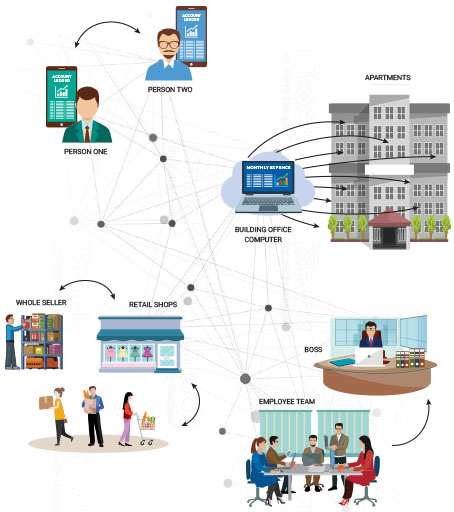 ACCOUNT
LEDGER
PERSON TWO
ACCOUNT
LEDGER
PERSON ONE
APARTMENTS
MONTHLY EXPENCE
BUILDING OFFICE
COMPUTER
WHOLE SELLER
RETAIL SHOPS
BOSS
EMPLOYEE TEAM